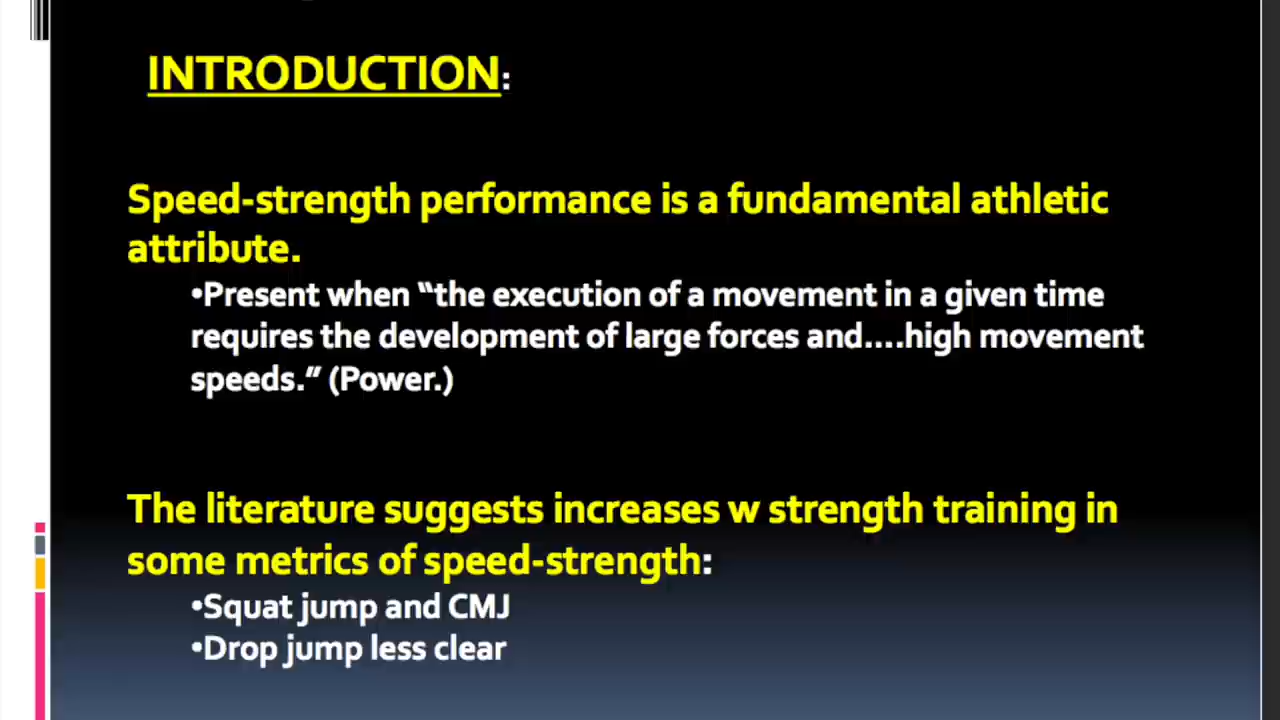 INTRODUCTION:
Speed-strength performance is a fundamental athletic
attribute.
•Present when “the execution of a movement in a given time
requires the development of large forces and....high movement
speeds.” (Power.)
The literature suggests increases w strength training in
some metrics of speed-strength:
•Squat jump and CMJ
•Drop jump less clear